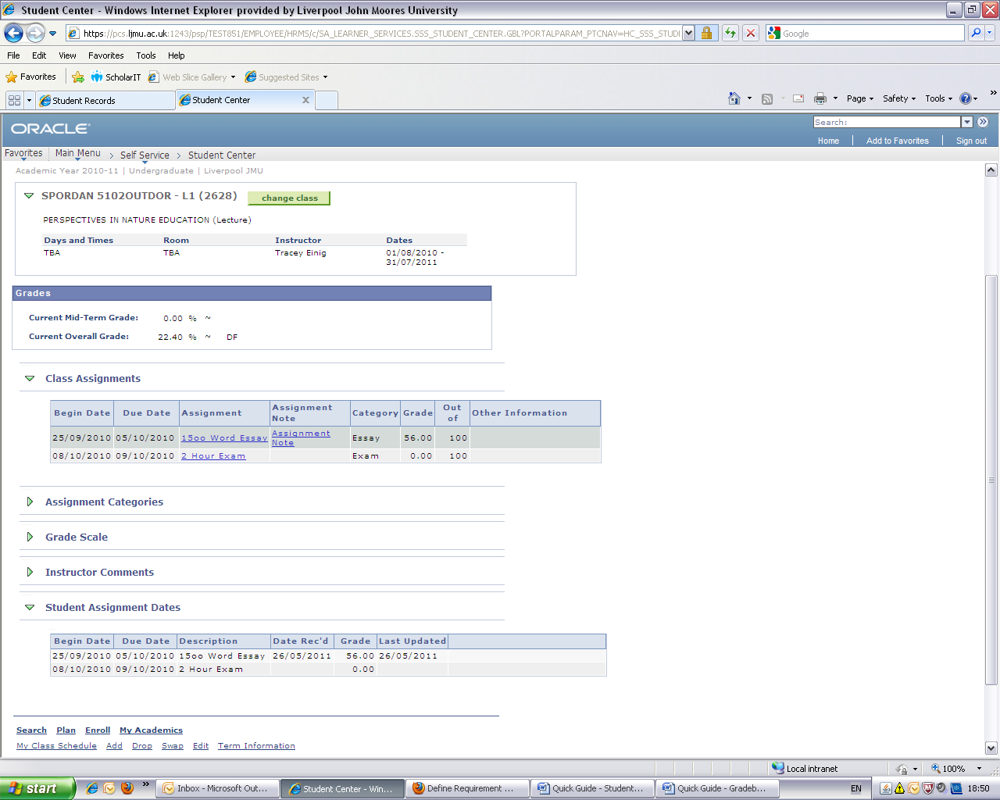 Student Center - Windows Internet Explorer provided by Liverpool John Moores University
https://pcs.ljmu.ac.uk:1243/psp/TEST851/EMPLOYEE/HRMS/c/SA_LEARNER_SERVICES.SSS_STUDENT_CENTER.GBL?PORTALPARAM_PTCNAV=HC_SSS_STUD
Google
File Edit View Favorites Tools Help
Favorites ScholarIT Web Slice Gallery Suggested Sites
Student Records Student Center
Page Safety Tools
ORACLE
Search:
Home Add to Favorites Sign out
Favorites Main Menu > Self Service > Student Center
Academic Year 2010-11 | Undergraduate | Liverpool JMU
SPORDAN 5102OUTDOR - L1 (2628) change class
PERSPECTIVES IN NATURE EDUCATION (Lecture)
Days and Times Room Instructor Dates
TBA TBA Tracey Einig 01/08/2010 -
31/07/2011
Grades
Current Mid-Term Grade: 0.00 % ~
Current Overall Grade: 22.40 % ~ DF
Class Assignments
Begin Date Due Date Assignment Assignment Note Category Grade Out of Other Information
25/09/2010 05/10/2010 15oo Word Essay Assignment Note Essay 56.00 100
08/10/2010 09/10/2010 2 Hour Exam Exam 0.00 100
Assignment Categories
Grade Scale
Instructor Comments
Student Assignment Dates
Begin Date Due Date Description Date Rec'd Grade Last Updated
25/09/2010 05/10/2010 15oo Word Essay 26/05/2011 56.00 26/05/2011
08/10/2010 09/10/2010 2 Hour Exam 0.00
Search Plan Enroll My Academics
My Class Schedule Add Drop Swap Edit Term Information
Local intranet 100%
start Inbox - Microsoft Out... Student Center - Win... Define Requirement ... Quick Guide - Student... Quick Guide - Gradeb... EN 18:50